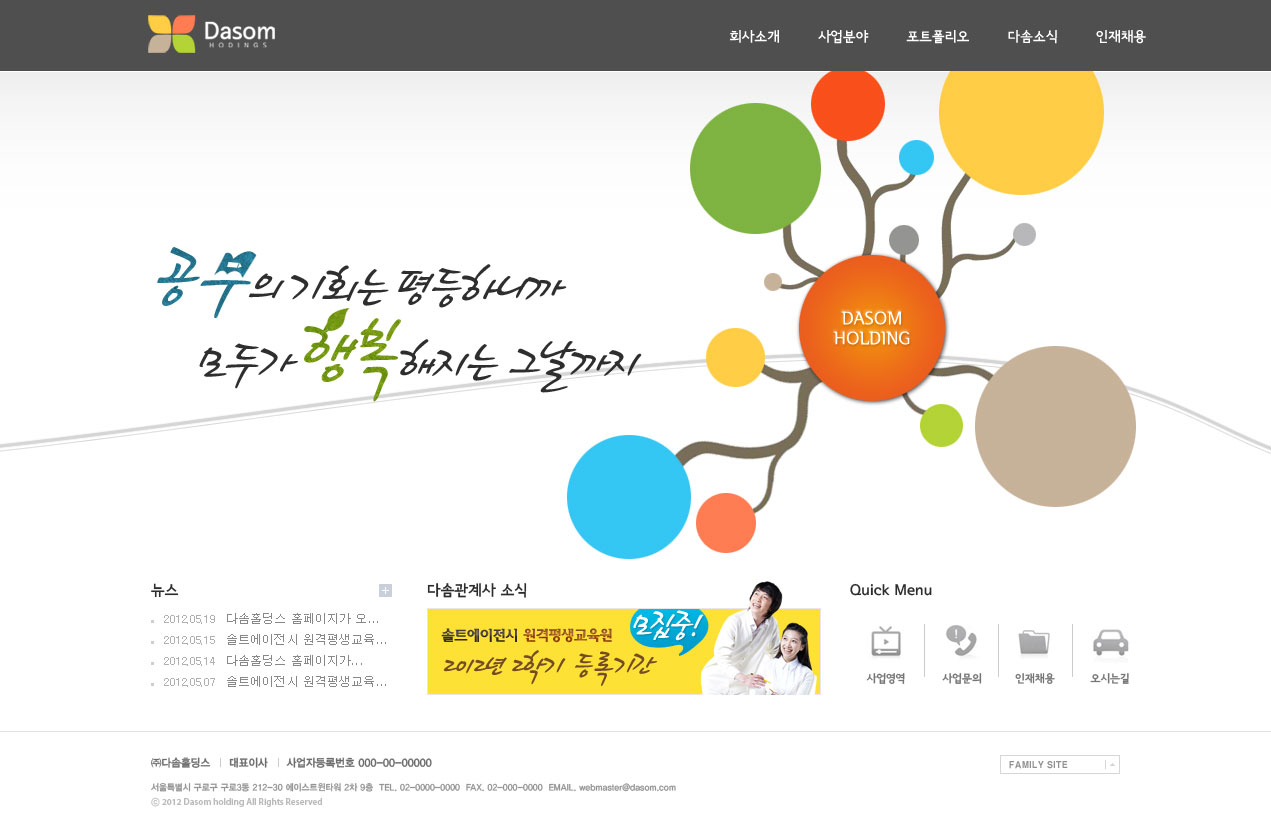 Dasom
HODINGS
회사소개 사업분야 포트폴리오 다솜소식 인재채용
공부의 기회는 평등하니까
모두가 행복해지는 그날까지
DASOM
HOLDING
뉴스
2012.05.19 다솜홀딩스 홈페이지가 오...
2012.05.15 솔트에이전시 원격평생교육...
2012.05.14 다솜홀딩스 홈페이지가...
2012.05.07 솔트에이전시 원격평생교육...
다솜관계사 소식
솔트에이전시 원격평생교육원 모집중!
2012년 2학기 등록기간
Quick Menu
사업영역 사업문의 인재채용 오시는길
㈜다솜홀딩스 대표이사 사업자등록번호 000-00-00000
서울특별시 구로구 구로3동 212-30 에이스트윈타워 2차 9층 TEL. 02-0000-0000 FAX. 02-000-0000 EMAIL. webmaster@dasom.com
ⓒ 2012 Dasom holding All Rights Reserved
FAMILY SITE